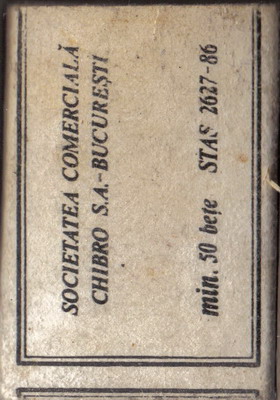 SOCIETATEA COMERCIALĂ
CHIBRO S.A.-BUCUREȘTI
min. 50 bețe STAS 2627-86